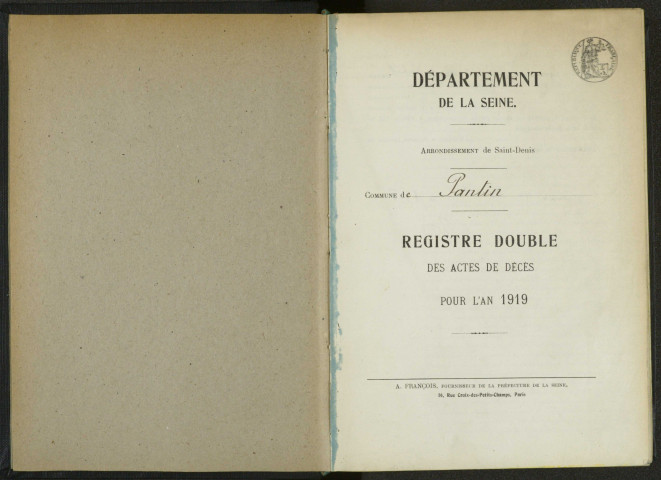 DÉPARTEMENT
DE LA SEINE.
ARRONDISSEMENT de Saint-Denis
COMMUNE de Pantin
REGISTRE DOUBLE
DES ACTES DE DÉCÈS
POUR L'AN 1919
A. FRANÇOIS, FOURNISSEUR DE LA PRÉFECTURE DE LA SEINE,
34, Rue Croix-des-Petits-Champs, Paris